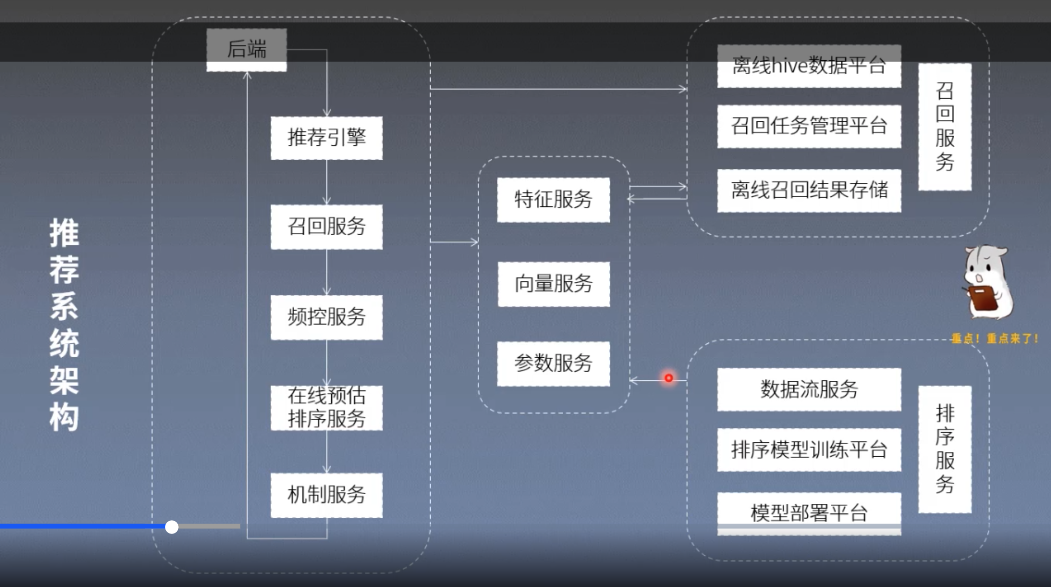 推荐系统架构
后端
推荐引擎
召回服务
频控服务
在线预估
排序服务
机制服务
特征服务
向量服务
参数服务
离线hive数据平台
召回任务管理平台
离线召回结果存储
召回服务
重点！重点来了！
数据流服务
排序模型训练平台
模型部署平台
排序服务